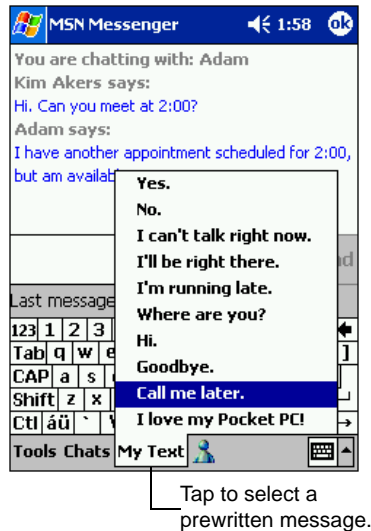 MSN Messenger 1:58 ok
You are chatting with: Adam
Kim Akers says:
Hi. Can you meet at 2:00?
Adam says:
I have another appointment scheduled for 2:00,
but am
Yes.
No.
I can't talk right now.
I'll be right there.
I'm running late.
Where are you?
Hi.
Goodbye.
Call me later.
I love my Pocket PC!
Last message
123 1 2 3
Tab q w e ]
CAP a s
Shift z x
Ctl áü `
Tools Chats My Text
Tap to select a
prewritten message.